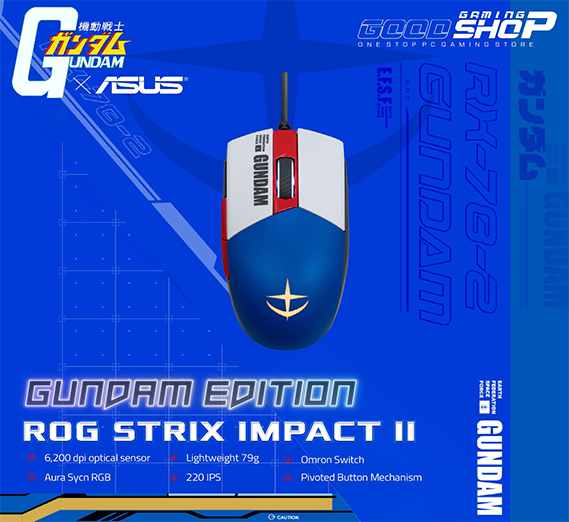 機動戦士
ガンダム
GUNDAM
× ASUS
GAMING
GOOD SHOP
ONE STOP PC GAMING STORE
RX-78-2
E.F.S.F.
RX-78-2
GUNDAM
ガンダム
GUNDAM
GUNDAM
GUNDAM EDITION
ROG STRIX IMPACT II
6,200 dpi optical sensor
Lightweight 79g
Omron Switch
Aura Sycn RGB
220 IPS
Pivoted Button Mechanism
EARTH
FEDERATION
SPACE
FORCE
GUNDAM
CAUTION